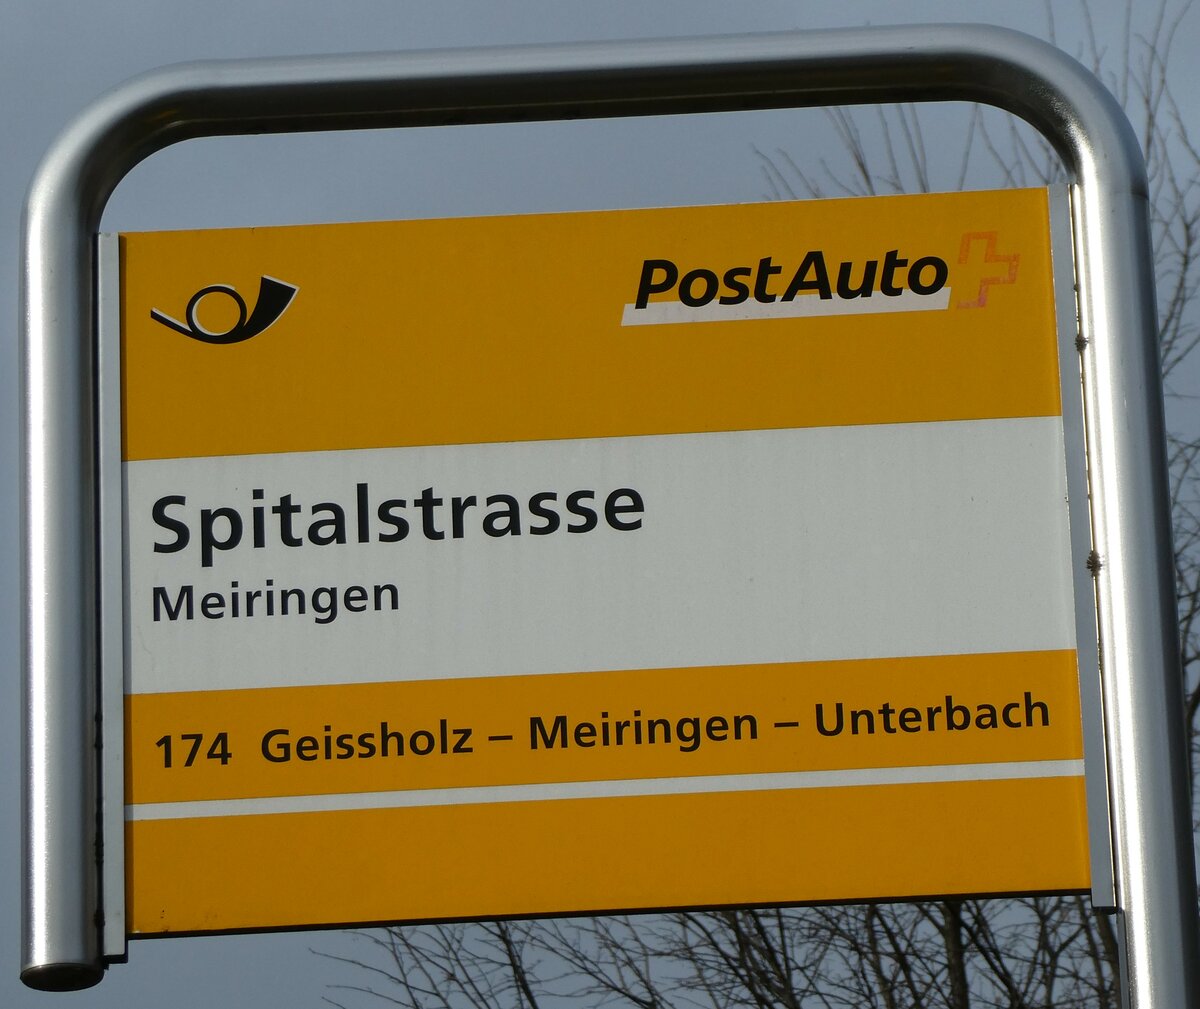 PostAuto
Spitalstrasse
Meiringen
174 Geissholz – Meiringen – Unterbach